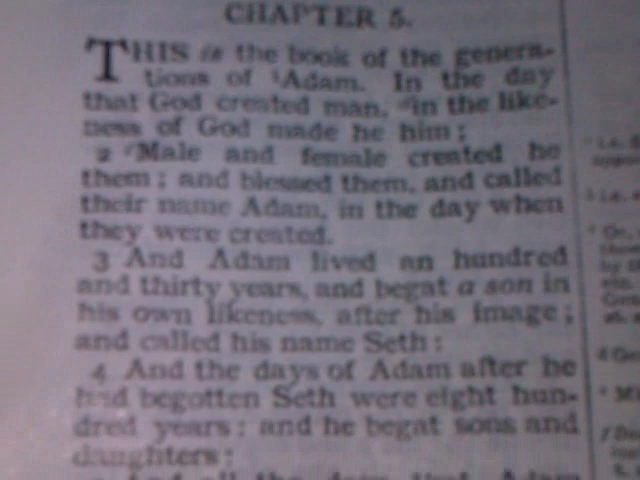 CHAPTER 5.
THIS is the book of the genera-
tions of ¹Adam. In the day
that God created man, in the like-
ness of God made he him;
2 Male and female created he
them; and blessed them, and called
their name Adam, in the day when
they were created.
3 And Adam lived an hundred
and thirty years, and begat a son in
his own likeness, after his image;
and called his name Seth:
4 And the days of Adam after he
had begotten Seth were eight hun-
dred years: and he begat sons and
daughters: